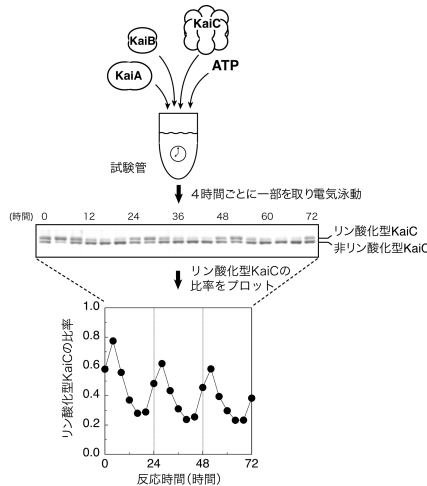 KaiC
KaiB
KaiA
ATP
試験管
4時間ごとに一部を取り電気泳動
(時間) 0 12 24 36 48 60 72
リン酸化型KaiC
非リン酸化型KaiC
リン酸化型KaiCの
比率をプロット
リン酸化型KaiCの比率
1.0
0.8
0.6
0.4
0.2
0.0
0 24 48 72
反応時間(時間)